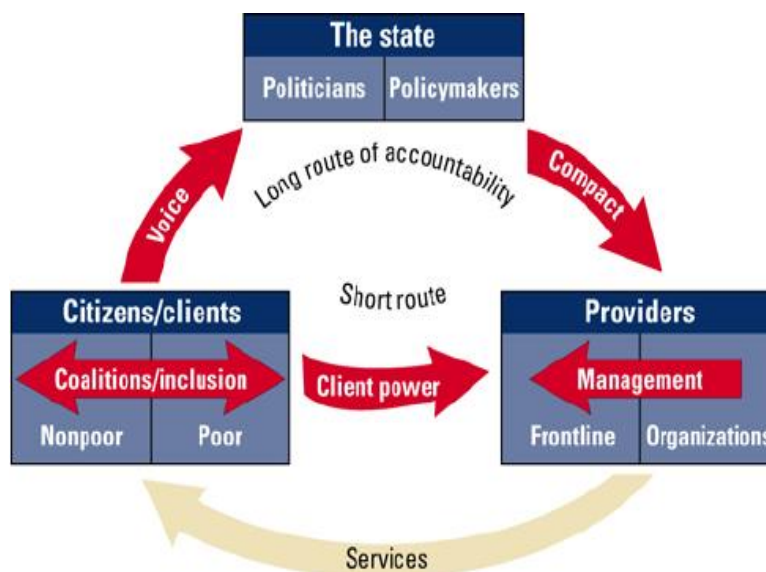 The state
Politicians Policymakers
Long route of accountability
Voice
Compact
Short route
Citizens/clients
Coalitions/inclusion
Nonpoor Poor
Client power
Providers
Management
Frontline Organizations
Services